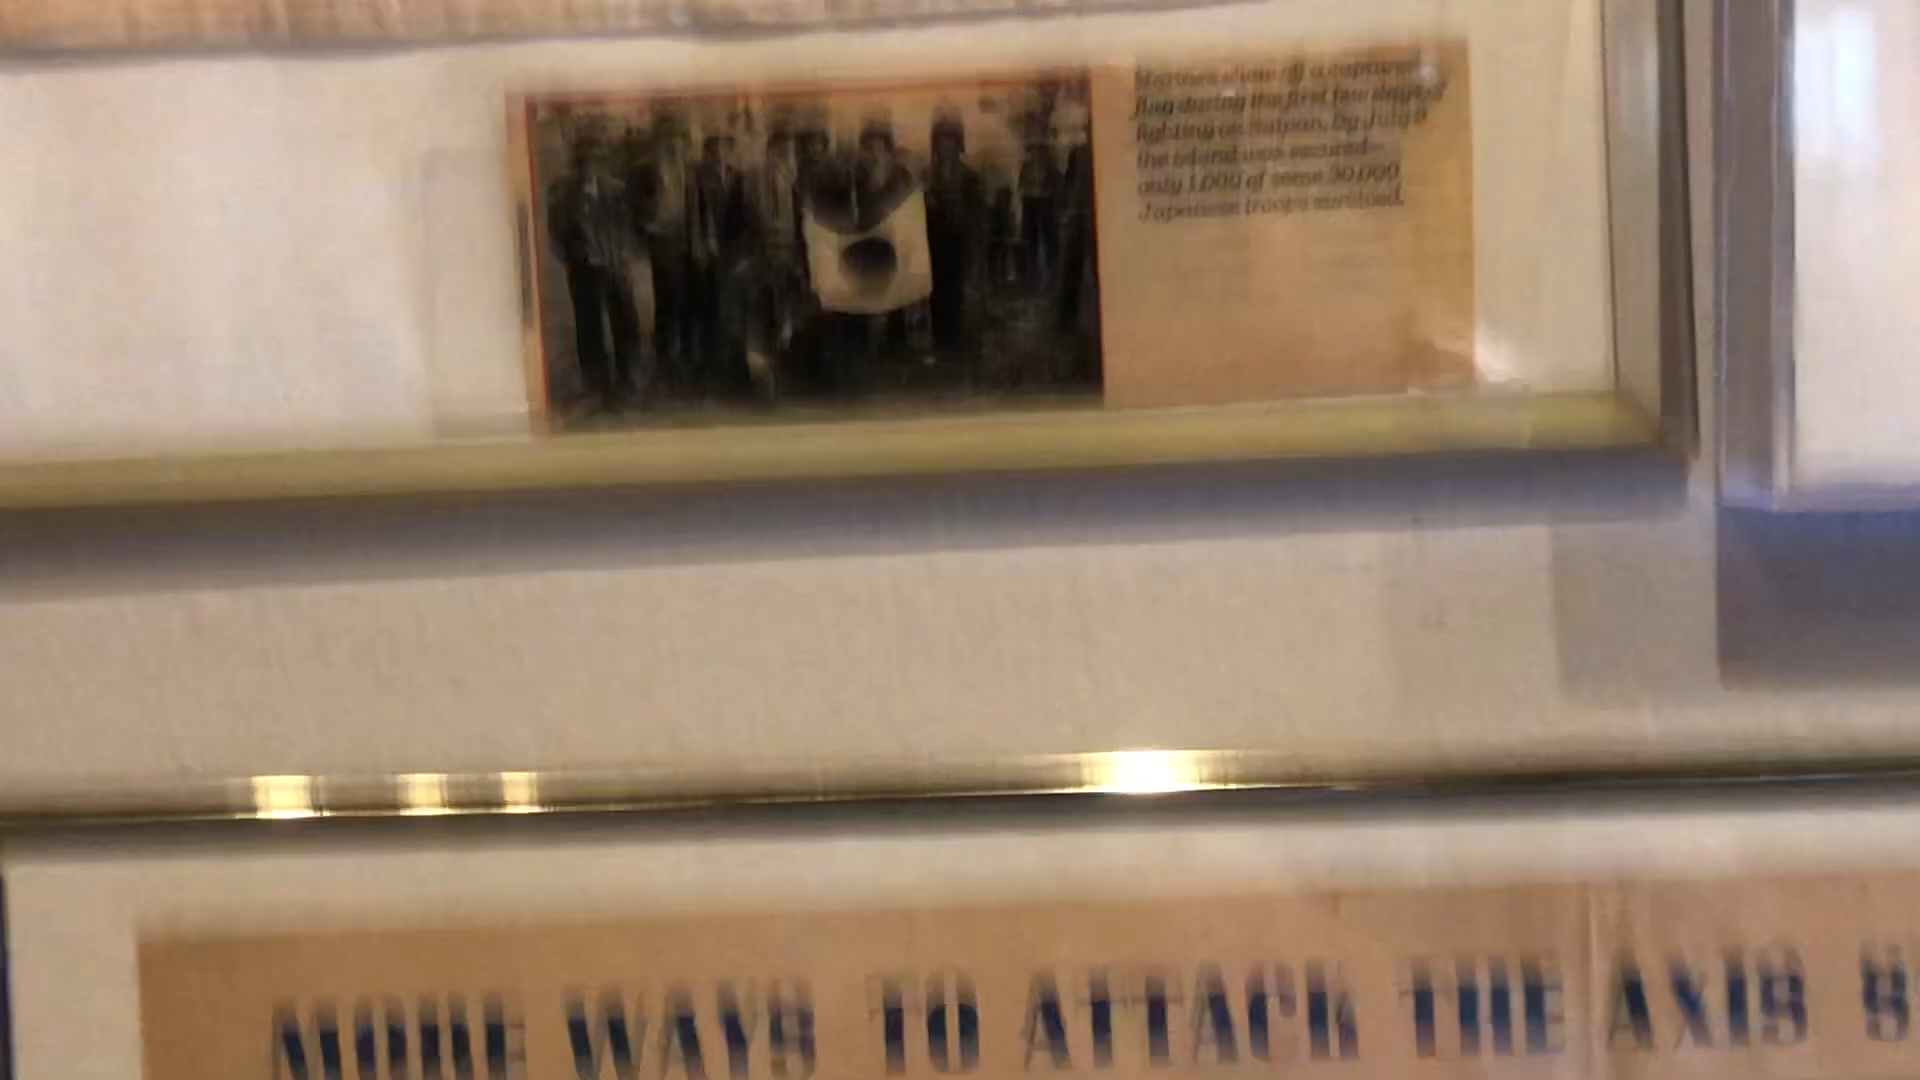 Marines show off a captured
flag during the first few days of
fighting on Saipan. By July 9
the island was secured—
only 1,000 of some 30,000
Japanese troops survived.
MORE WAYS TO ATTACK THE AXIS